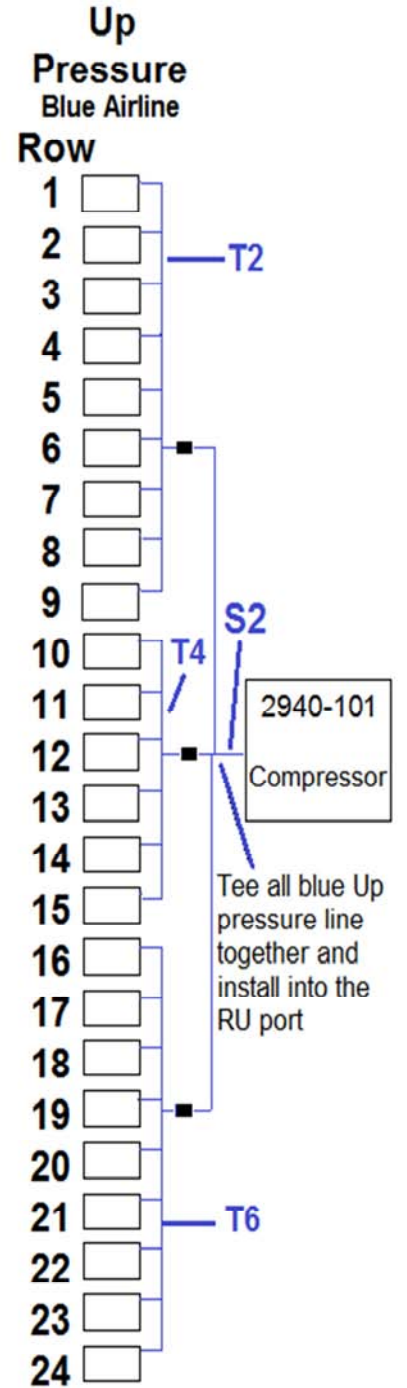 Up
Pressure
Blue Airline
Row
1
2
T2
3
4
5
6
7
8
9
S2
10
T4
11
2940-101
12
Compressor
13
14
Tee all blue Up
15
pressure line
together and
16
install into the
17
RU port
18
19
20
21
T6
22
23
24